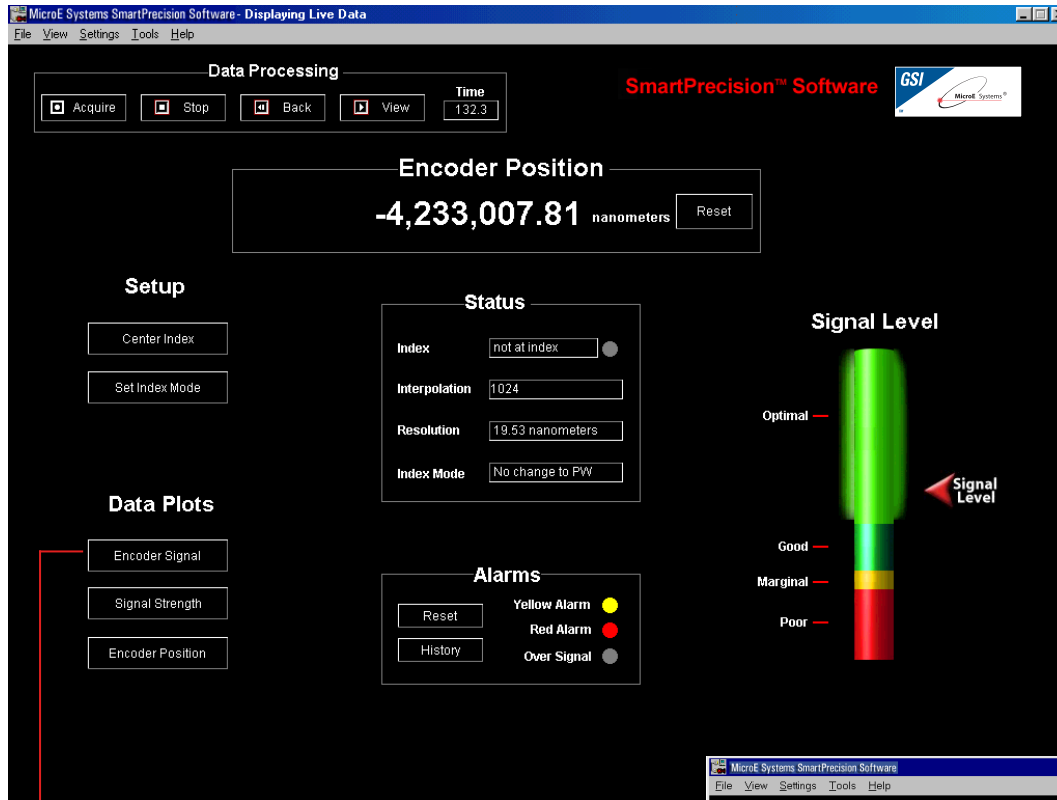 MicroE Systems SmartPrecision Software - Displaying Live Data
File View Settings Tools Help
Data Processing
Acquire Stop Back View
Time
132.3
SmartPrecision™ Software
GSI
MicroE Systems®
Encoder Position
-4,233,007.81 nanometers Reset
Setup
Center Index
Set Index Mode
Status
Index not at index
Interpolation 1024
Resolution 19.53 nanometers
Index Mode No change to PW
Signal Level
Optimal
Signal
Level
Good
Marginal
Poor
Data Plots
Encoder Signal
Signal Strength
Encoder Position
Alarms
Reset
History
Yellow Alarm
Red Alarm
Over Signal
MicroE Systems SmartPrecision Software
File View Settings Tools Help